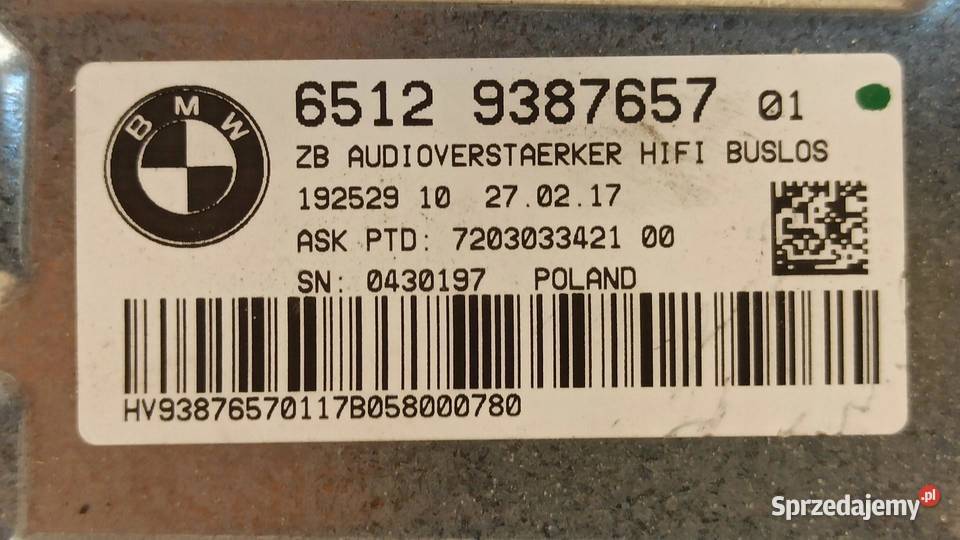 BMW
6512 9387657 01
ZB AUDIOVERSTAERKER HIFI BUSLOS
192529 10 27.02.17
ASK PTD: 7203033421 00
SN: 0430197 POLAND
HV93876570117B058000780
Sprzedajemy.pl